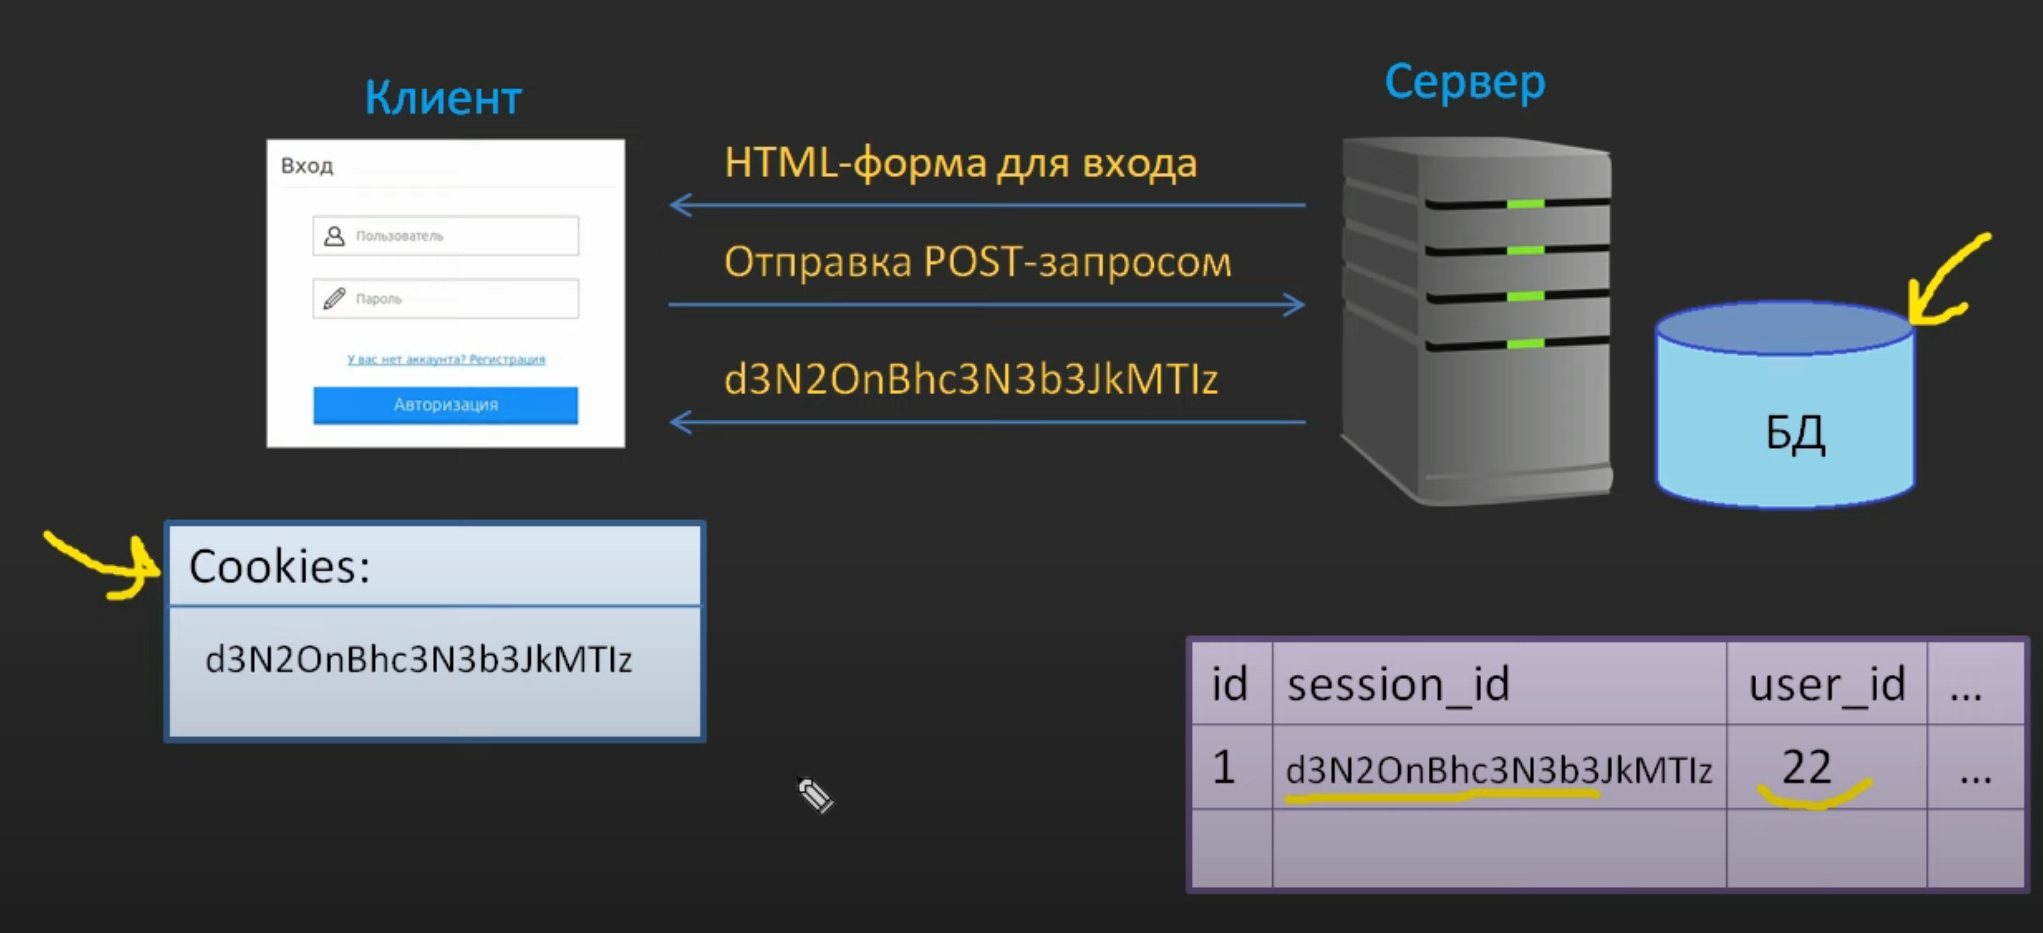 Клиент
Сервер
Вход
Пользователь
Пароль
У вас нет аккаунта? Регистрация
Авторизация
HTML-форма для входа
Отправка POST-запросом
d3N2OnBhc3N3b3JkMTIz
БД
Cookies:
d3N2OnBhc3N3b3JkMTIz
id session_id user_id ...
1 d3N2OnBhc3N3b3JkMTIz 22 ...